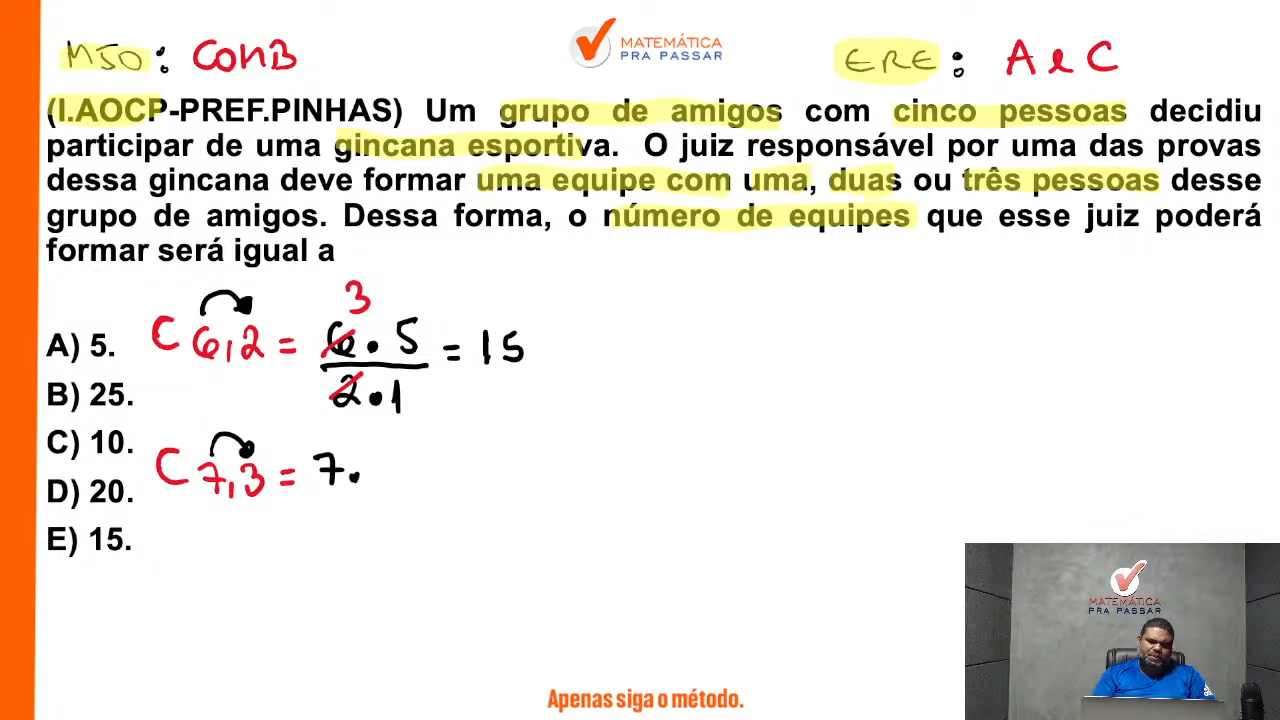 MJO : COMB
MATEMÁTICA
PRA PASSAR
ERE : A e C
(I.AOCP-PREF.PINHAS) Um grupo de amigos com cinco pessoas decidiu
participar de uma gincana esportiva. O juiz responsável por uma das provas
dessa gincana deve formar uma equipe com uma, duas ou três pessoas desse
grupo de amigos. Dessa forma, o número de equipes que esse juiz poderá
formar será igual a
A) 5.
B) 25.
C) 10.
D) 20.
E) 15.
3
C 6,2 = 6 . 5 = 15
2 . 1
C 7,3 = 7.
MATEMÁTICA
PRA PASSAR
Apenas siga o método.